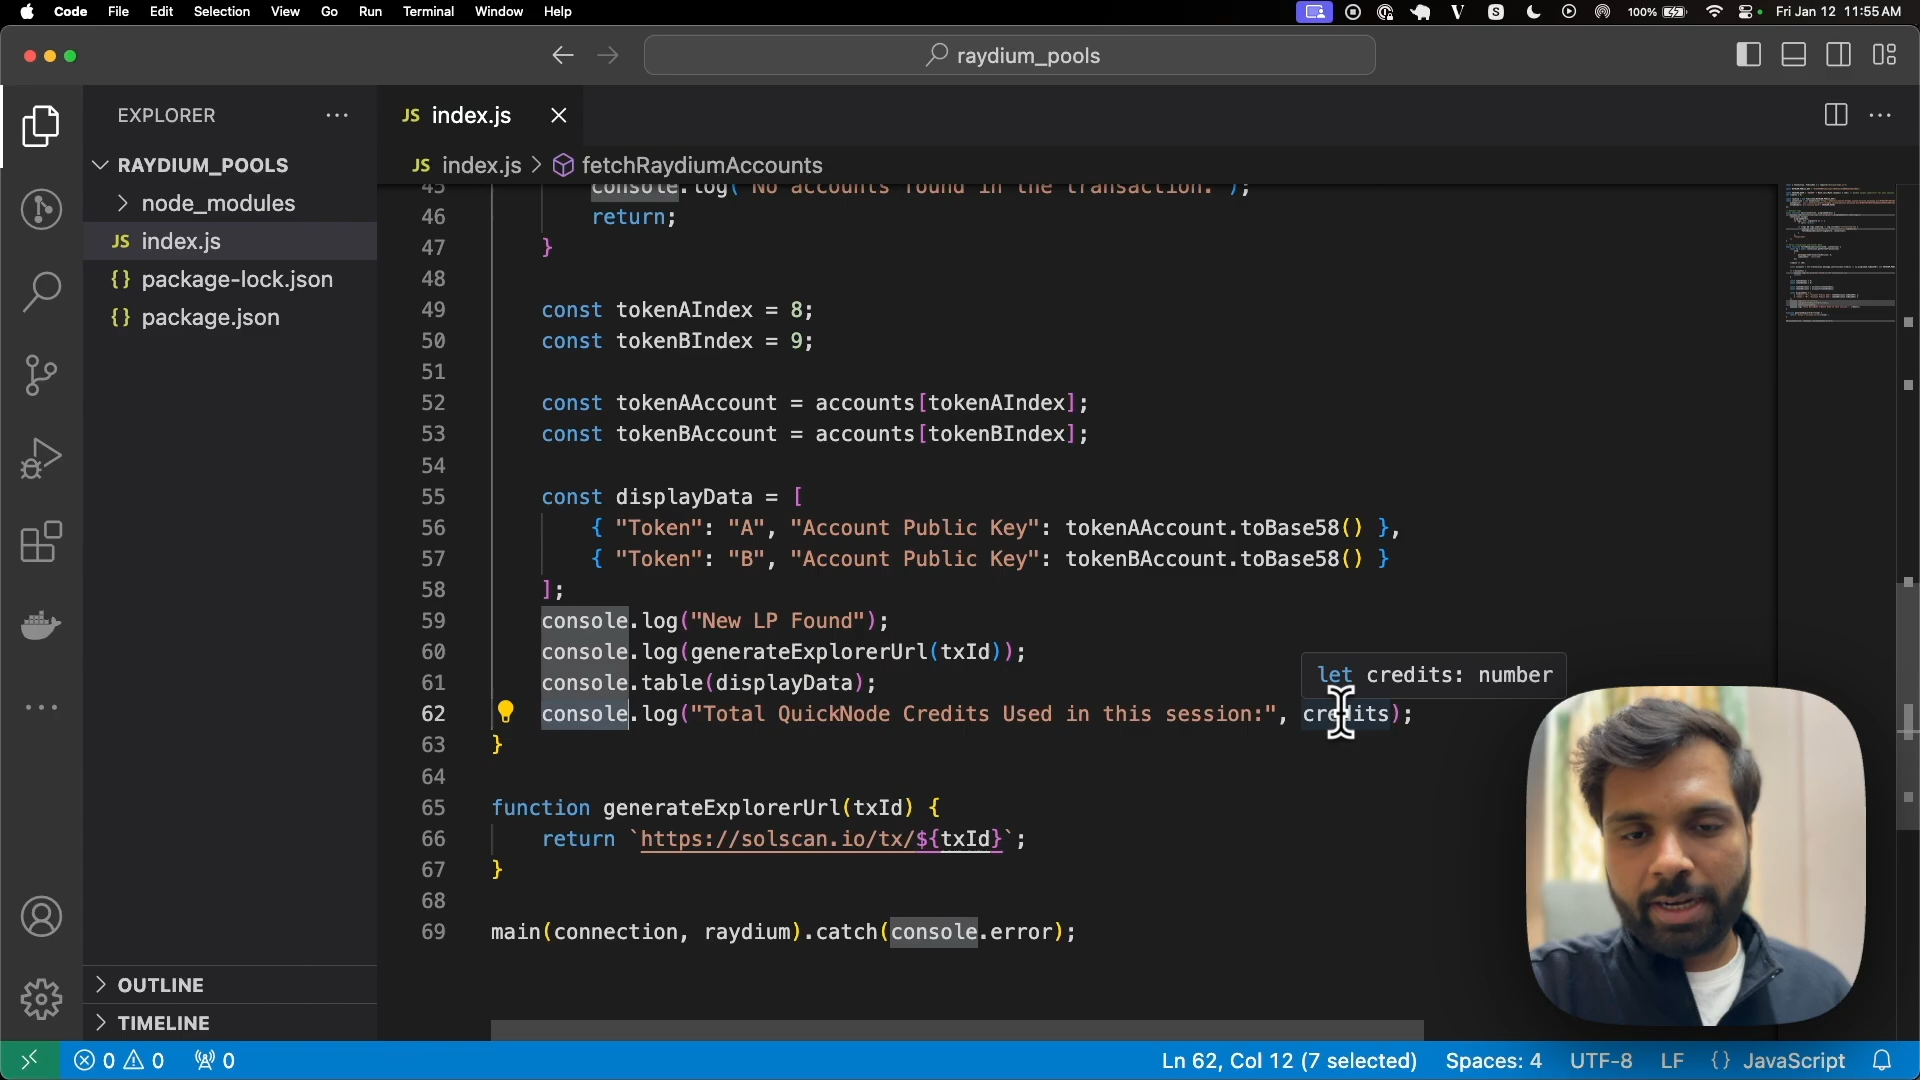 Code File Edit Selection View Go Run Terminal Window Help 100% Fri Jan 12 11:55 AM
raydium_pools
EXPLORER
RAYDIUM_POOLS
node_modules
JS index.js
{} package-lock.json
{} package.json
OUTLINE
TIMELINE
JS index.js
JS index.js > fetchRaydiumAccounts
45 console.log("No accounts found in the transaction.");
46 return;
47 }
48
49 const tokenAIndex = 8;
50 const tokenBIndex = 9;
51
52 const tokenAAccount = accounts[tokenAIndex];
53 const tokenBAccount = accounts[tokenBIndex];
54
55 const displayData = [
56 { "Token": "A", "Account Public Key": tokenAAccount.toBase58() },
57 { "Token": "B", "Account Public Key": tokenBAccount.toBase58() }
58 ];
59 console.log("New LP Found");
60 console.log(generateExplorerUrl(txId));
61 console.table(displayData);
let credits: number
62 console.log("Total QuickNode Credits Used in this session:", credits);
63 }
64
65 function generateExplorerUrl(txId) {
66 return `https://solscan.io/tx/${txId}`;
67 }
68
69 main(connection, raydium).catch(console.error);
0 0 0 Ln 62, Col 12 (7 selected) Spaces: 4 UTF-8 LF {} JavaScript